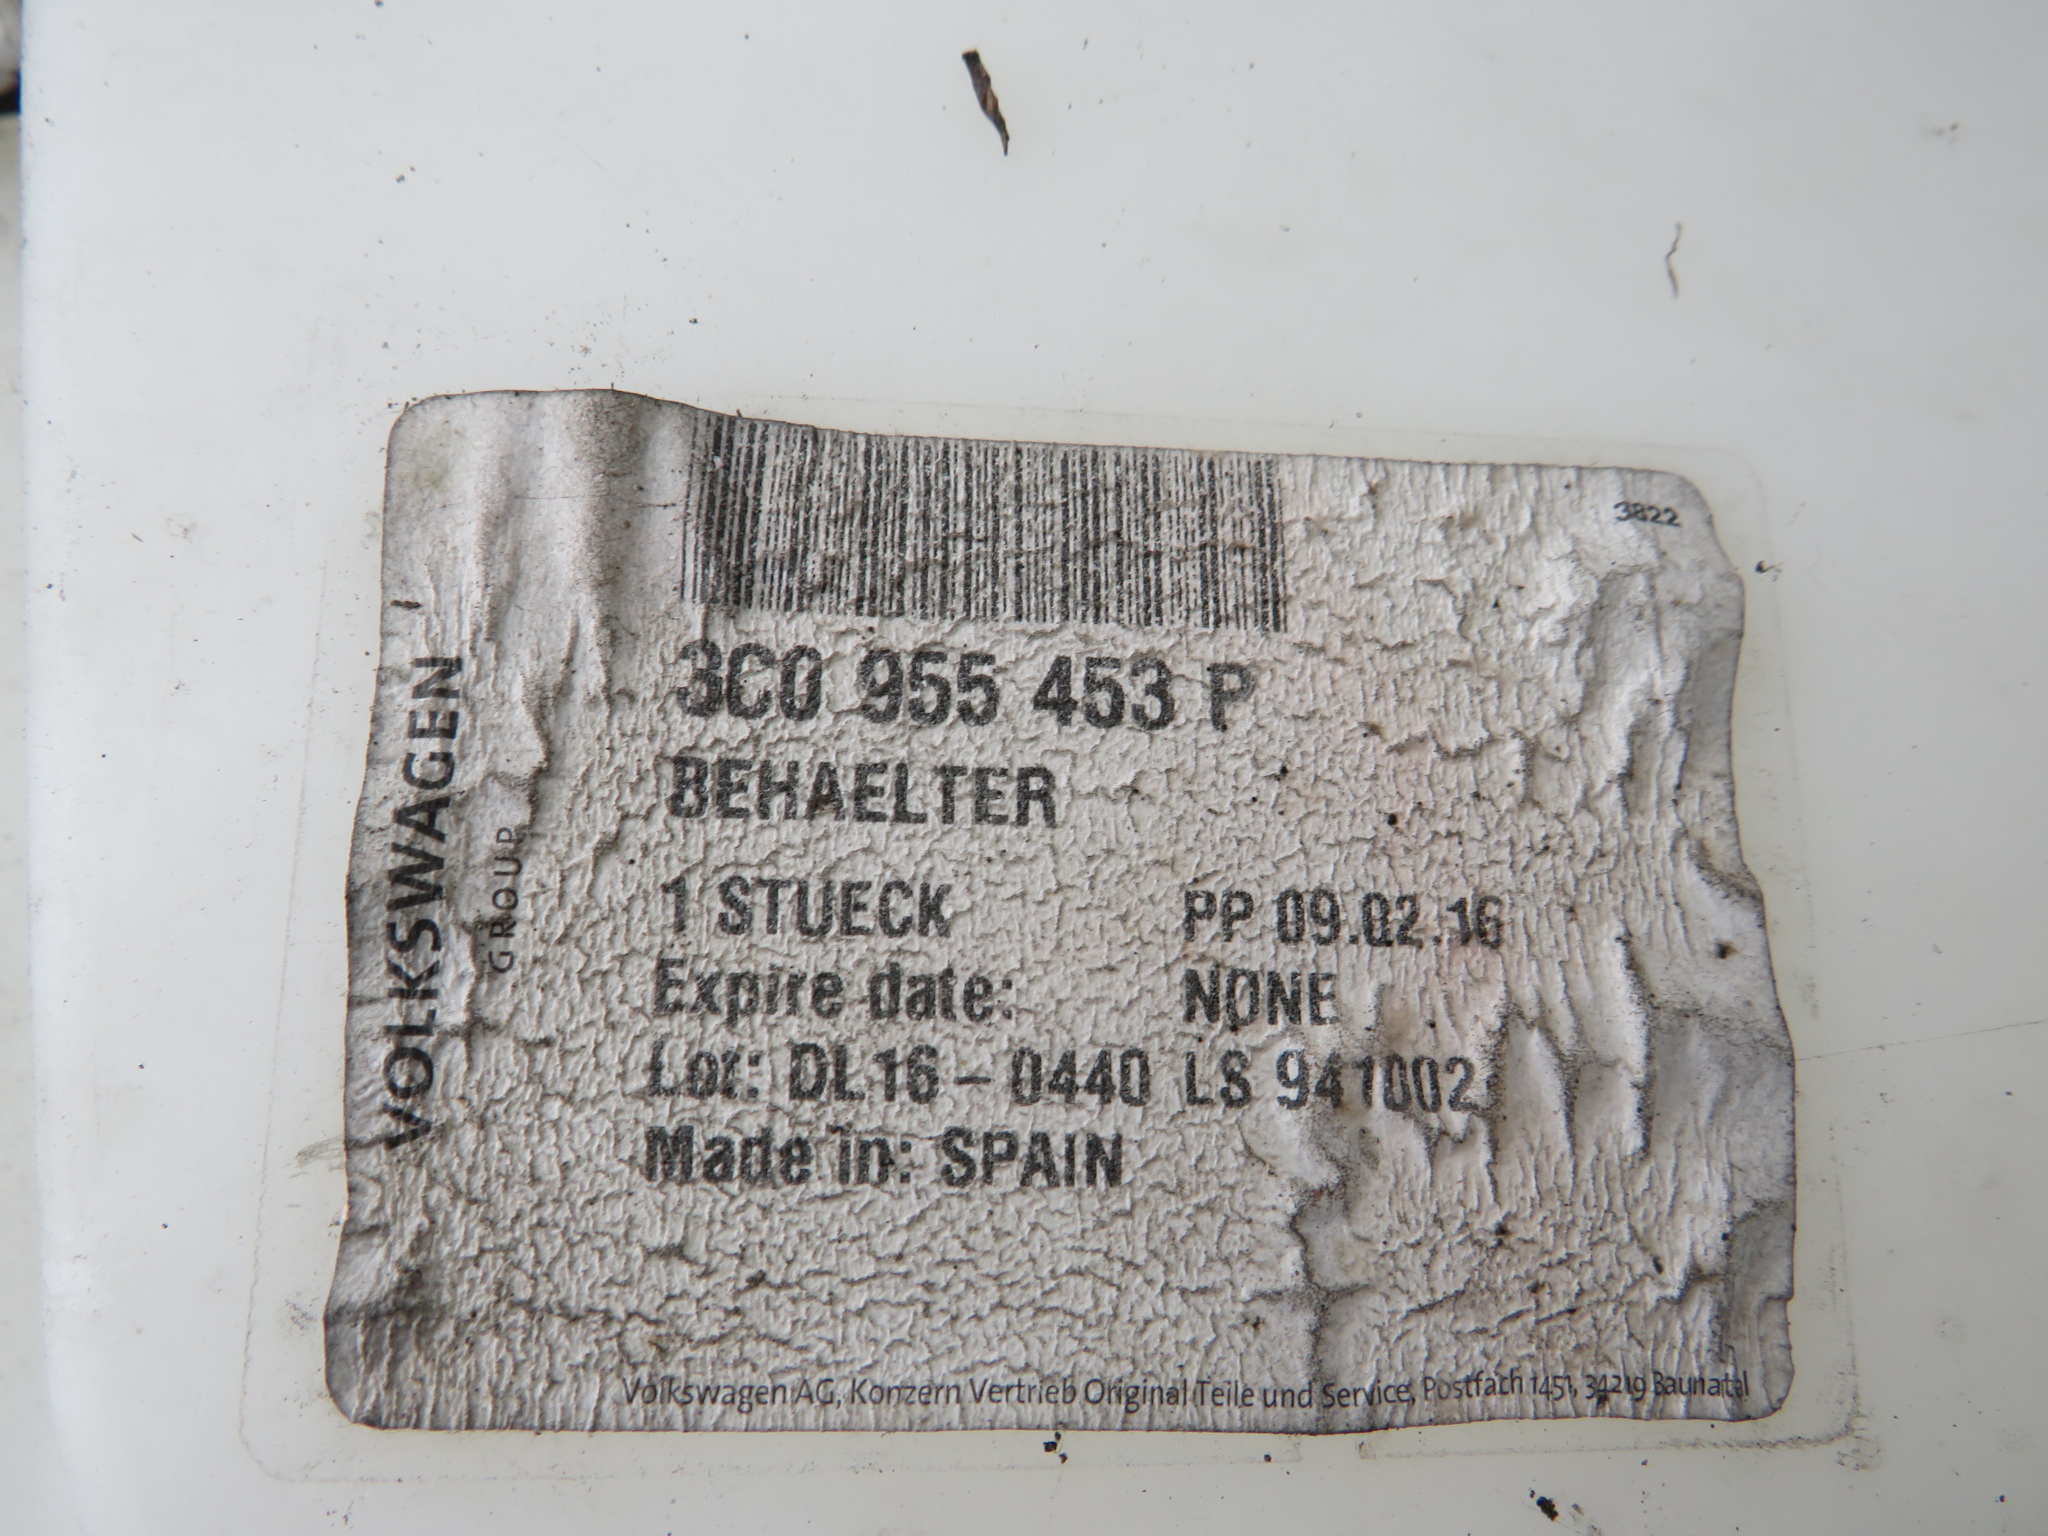 3822
3C0 955 453 P
BEHAELTER
1 STUECK PP 09.02.16
Expire date: NONE
Lot: DL16 - 0440 LS 941002
Made in: SPAIN
VOLKSWAGEN
GROUP
Volkswagen AG, Konzern Vertrieb Original Teile und Service, Postfach 1451, 34219 Baunatal